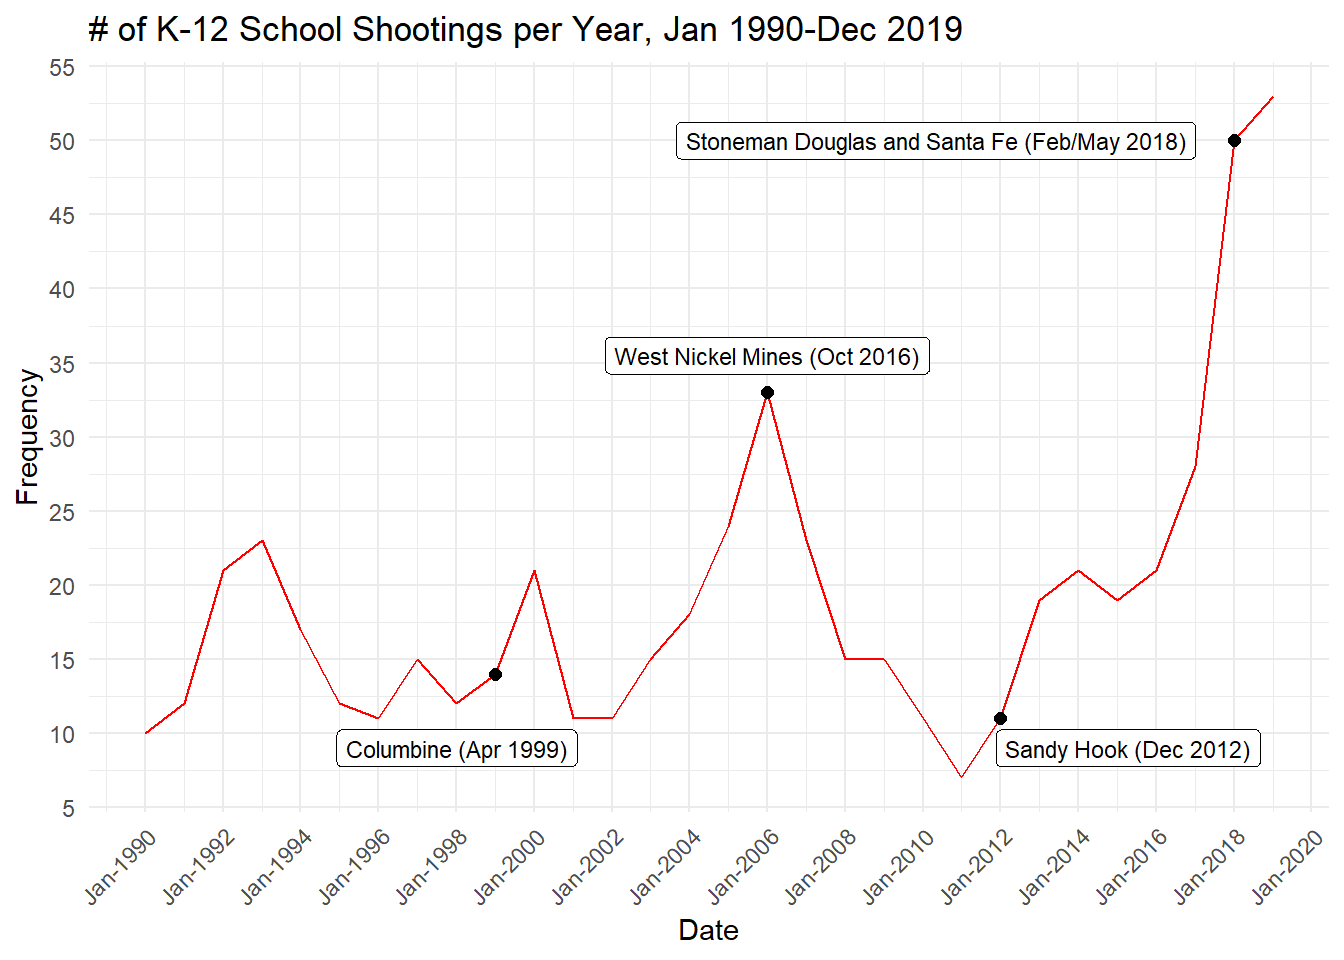 # of K-12 School Shootings per Year, Jan 1990-Dec 2019
55
Stoneman Douglas and Santa Fe (Feb/May 2018)
50
45
40
West Nickel Mines (Oct 2016)
35
Frequency
30
25
20
15
10
Columbine (Apr 1999)
Sandy Hook (Dec 2012)
5
Jan-1990
Jan-1992
Jan-1994
Jan-1996
Jan-1998
Jan-2000
Jan-2002
Jan-2004
Jan-2006
Jan-2008
Jan-2010
Jan-2012
Jan-2014
Jan-2016
Jan-2018
Jan-2020
Date